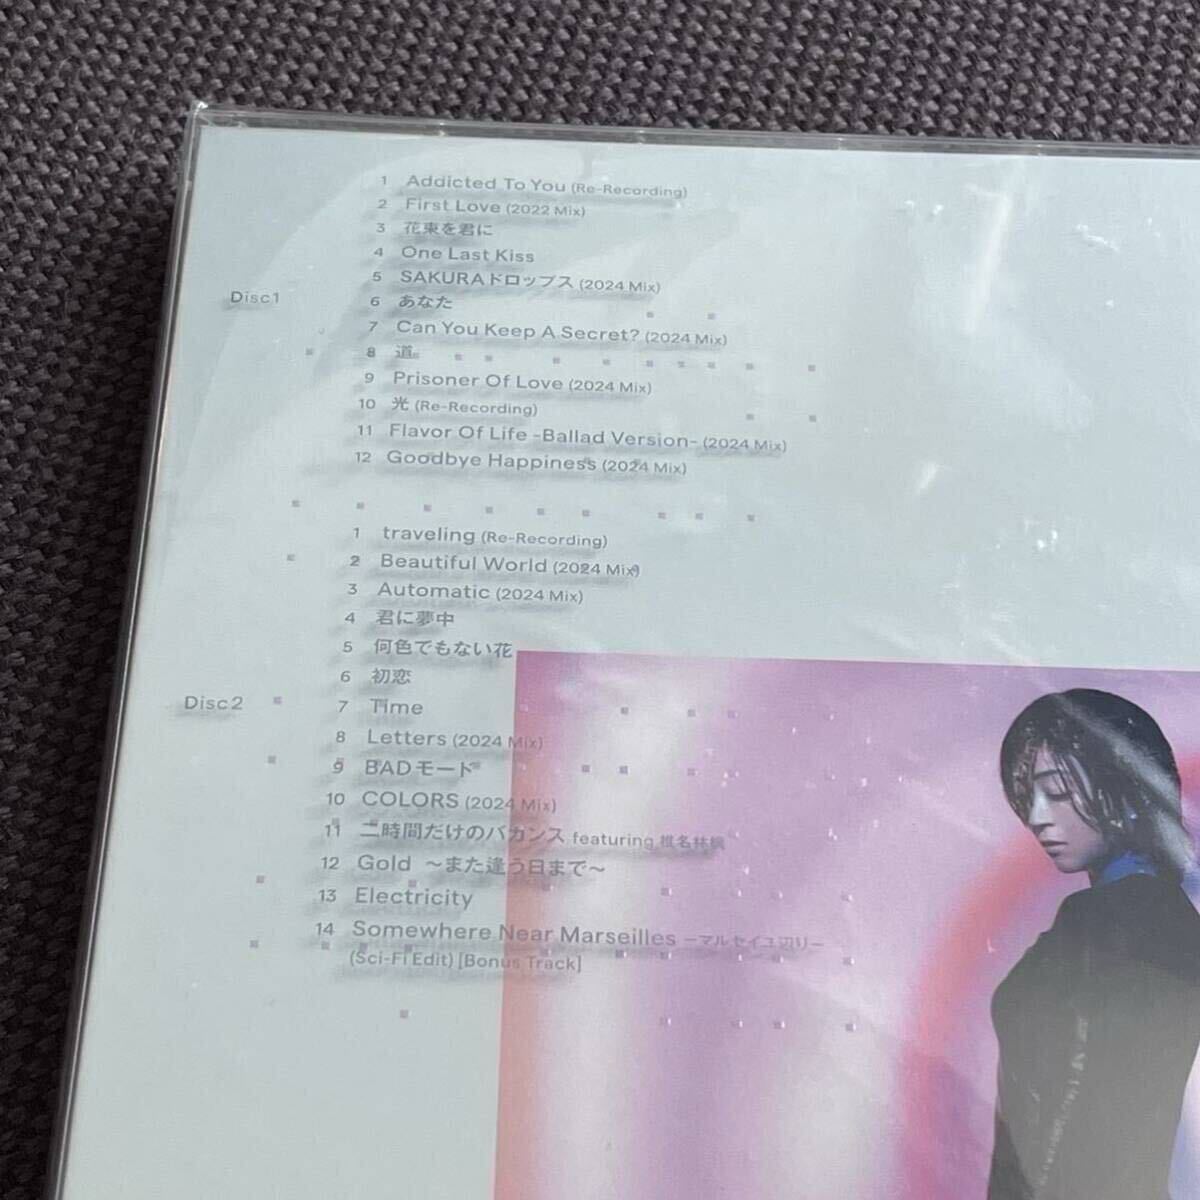 Disc1
1 Addicted To You (Re-Recording)
2 First Love (2022 Mix)
3 花束を君に
4 One Last Kiss
5 SAKURAドロップス (2024 Mix)
6 あなた
7 Can You Keep A Secret? (2024 Mix)
8 道
9 Prisoner Of Love (2024 Mix)
10 光 (Re-Recording)
11 Flavor Of Life -Ballad Version- (2024 Mix)
12 Goodbye Happiness (2024 Mix)
Disc2
1 traveling (Re-Recording)
2 Beautiful World (2024 Mix)
3 Automatic (2024 Mix)
4 君に夢中
5 何色でもない花
6 初恋
7 Time
8 Letters (2024 Mix)
9 BADモード
10 COLORS (2024 Mix)
11 二時間だけのバカンス featuring 椎名林檎
12 Gold ～また逢う日まで～
13 Electricity
14 Somewhere Near Marseilles ーマルセイユ辺りー
(Sci-Fi Edit) [Bonus Track]